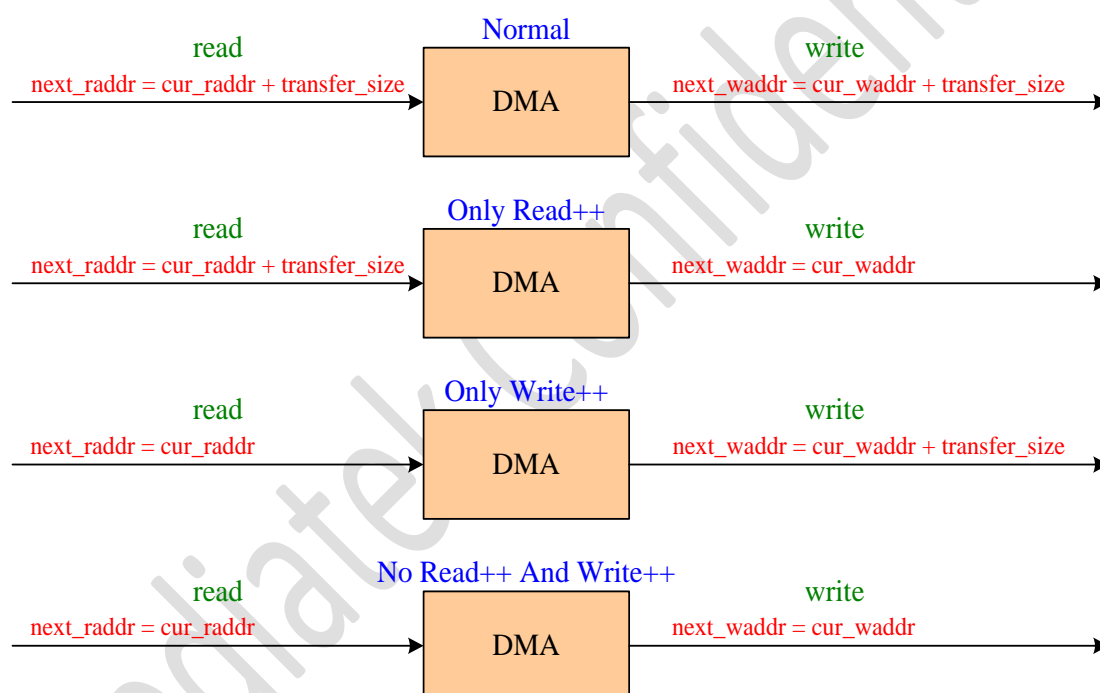 Normal
read
write
next_raddr = cur_raddr + transfer_size
DMA
next_waddr = cur_waddr + transfer_size
Only Read++
read
write
next_raddr = cur_raddr + transfer_size
DMA
next_waddr = cur_waddr
Only Write++
read
write
next_raddr = cur_raddr
DMA
next_waddr = cur_waddr + transfer_size
No Read++ And Write++
read
write
next_raddr = cur_raddr
DMA
next_waddr = cur_waddr
ediatek Confident